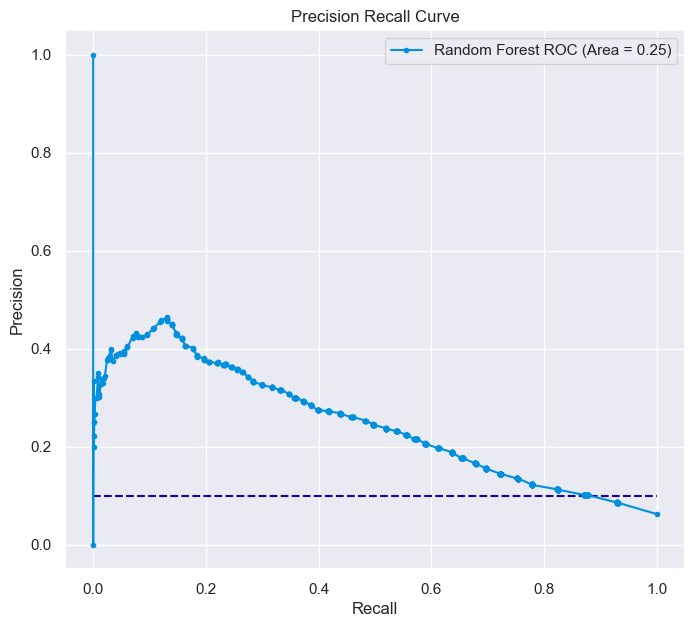 Precision Recall Curve
Random Forest ROC (Area = 0.25)
1.0
0.8
0.6
0.4
0.2
0.0
Precision
0.0 0.2 0.4 0.6 0.8 1.0
Recall